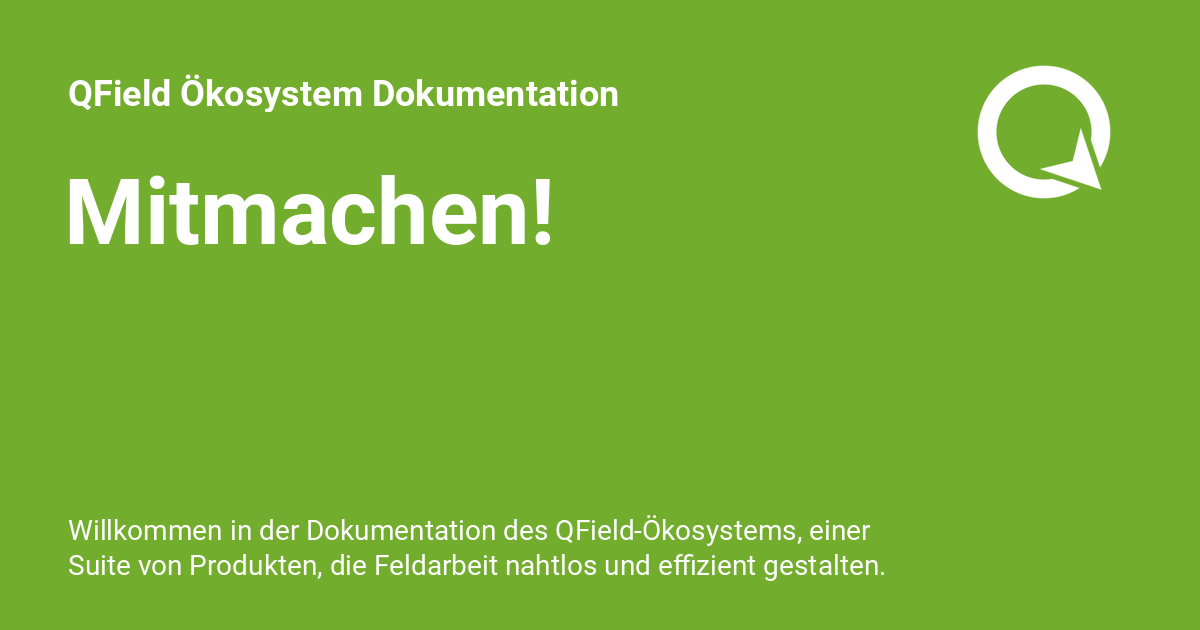 QField Ökosystem Dokumentation
Mitmachen!
Willkommen in der Dokumentation des QField-Ökosystems, einer
Suite von Produkten, die Feldarbeit nahtlos und effizient gestalten.